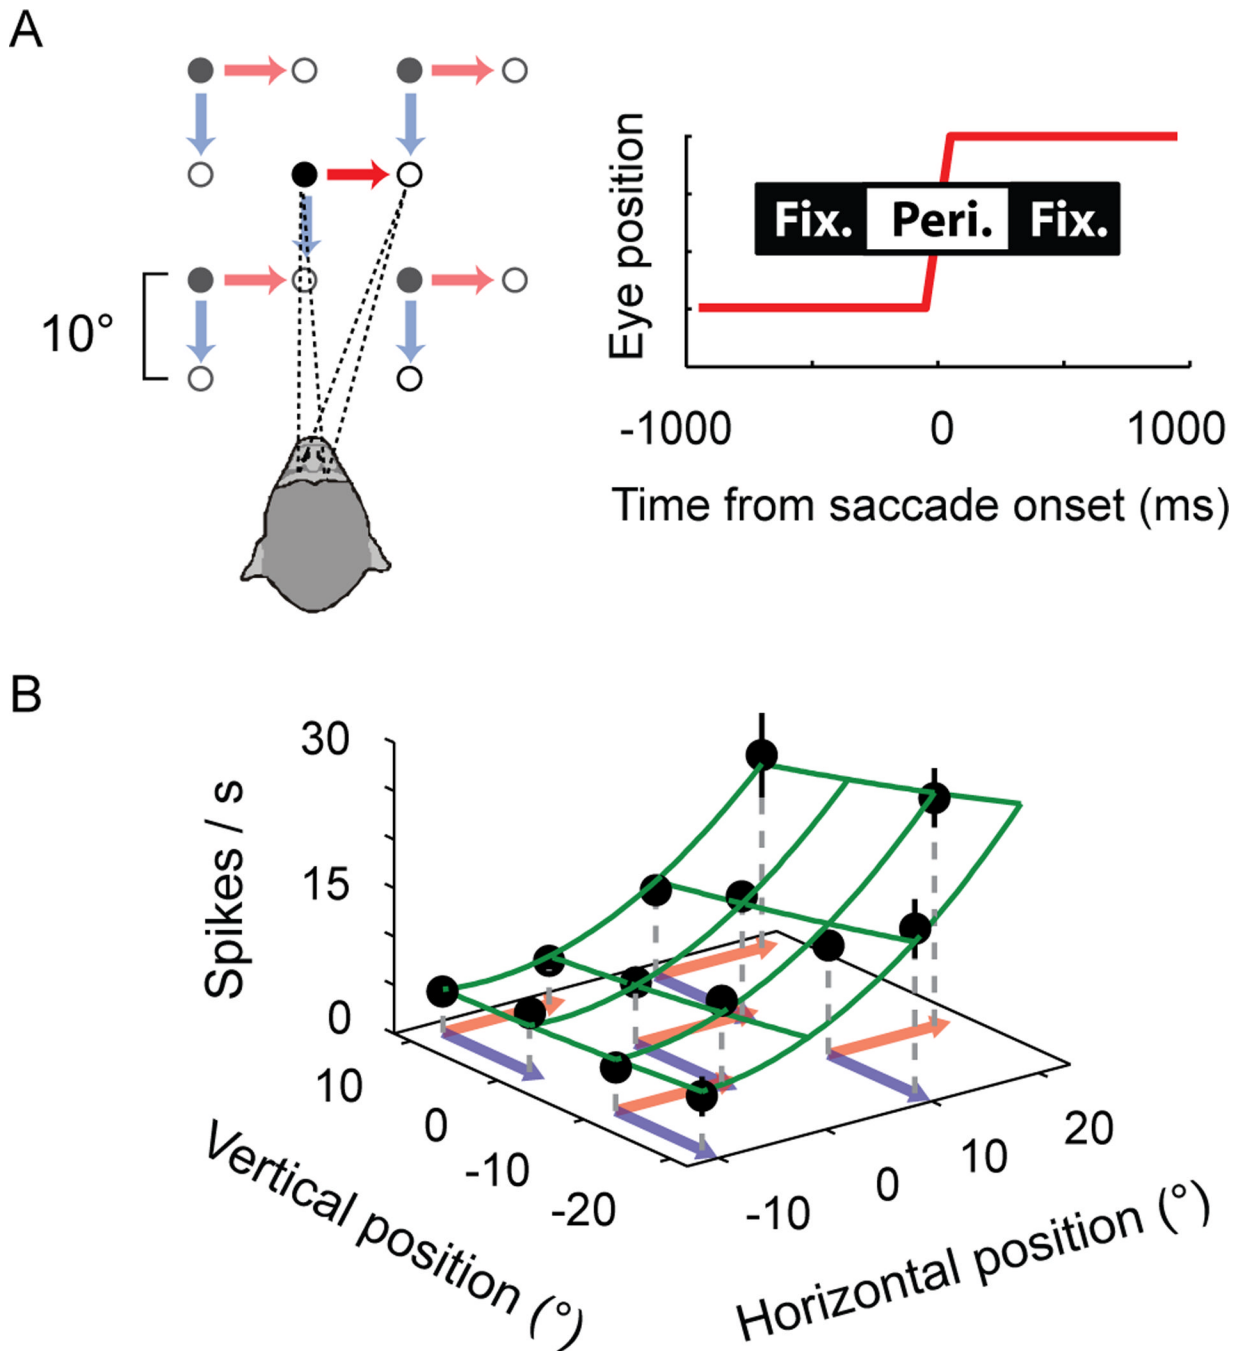 A
10°
Eye position
Fix. Peri. Fix.
-1000 0 1000
Time from saccade onset (ms)
B
Spikes / s
30
15
0
10
0
-10
-20
Vertical position (°)
-10
0
10
20
Horizontal position (°)